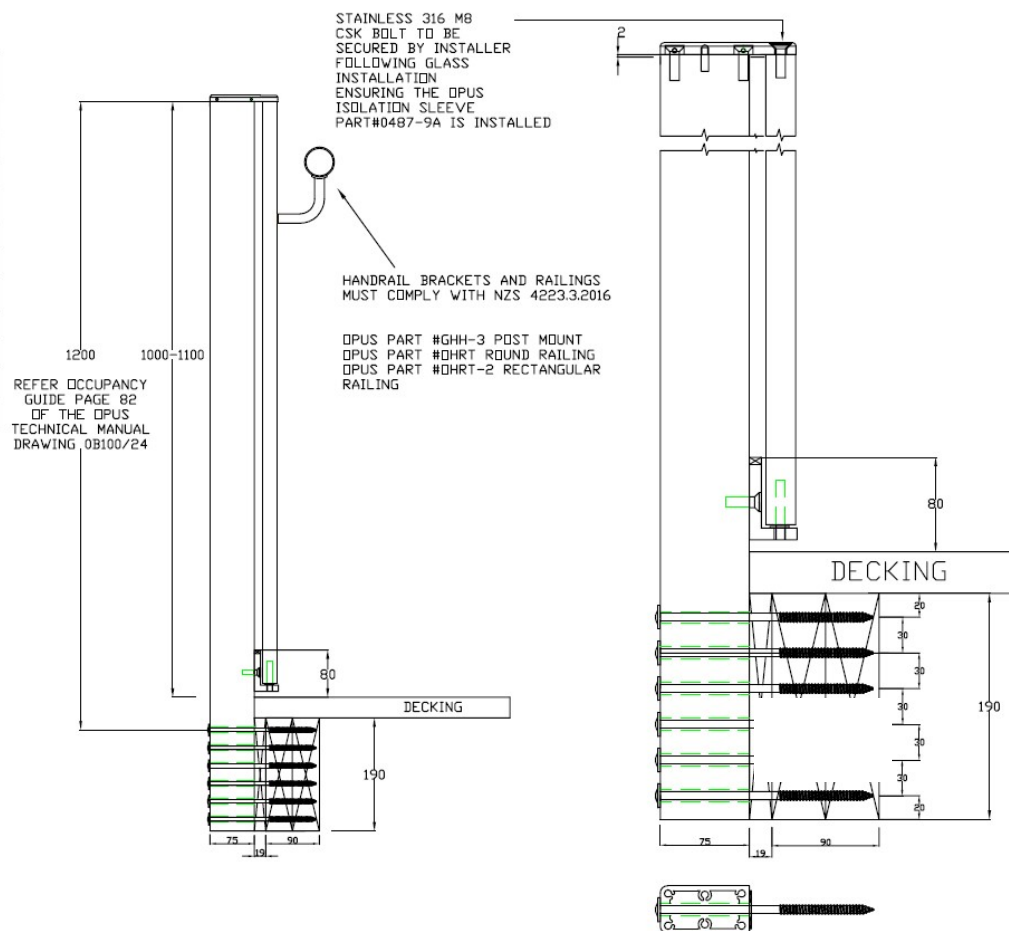 STAINLESS 316 M8
CSK BOLT TO BE
SECURED BY INSTALLER
FOLLOWING GLASS
INSTALLATION
ENSURING THE OPUS
ISOLATION SLEEVE
PART#0487-9A IS INSTALLED
2
HANDRAIL BRACKETS AND RAILINGS
MUST COMPLY WITH NZS 4223.3.2016
OPUS PART #GHH-3 POST MOUNT
OPUS PART #OHRT ROUND RAILING
OPUS PART #OHRT-2 RECTANGULAR
RAILING
1200
1000-1100
REFER OCCUPANCY
GUIDE PAGE 82
OF THE OPUS
TECHNICAL MANUAL
DRAWING OB100/24
80
DECKING
190
75
19
90
80
DECKING
20
30
30
30
30
30
20
190
75
19
90